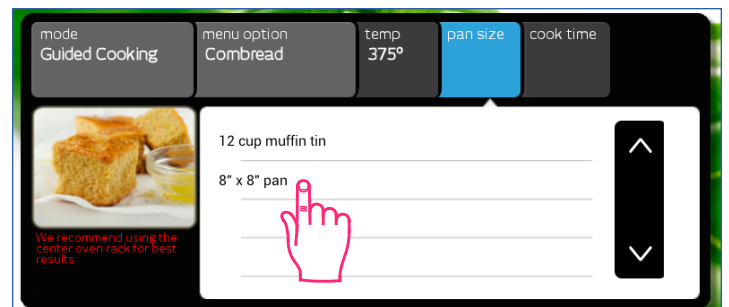 mode
Guided Cooking
menu option
Cornbread
temp
375°
pan size
cook time
12 cup muffin tin
8" x 8" pan
We recommend using the
center oven rack for best
results